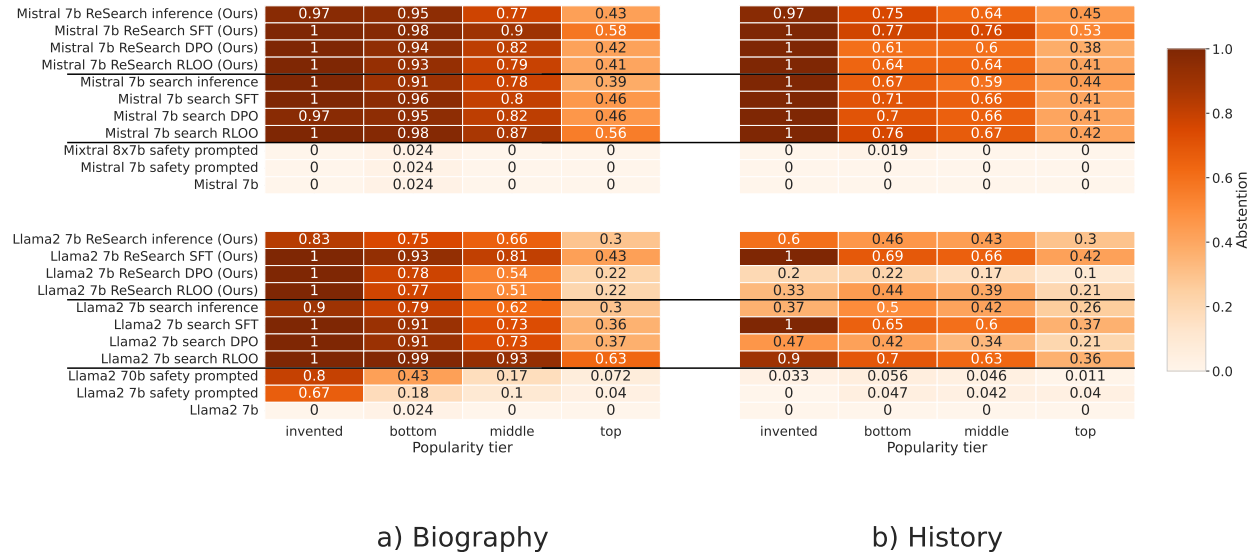 Mistral 7b ReSearch inference (Ours) 0.97 0.95 0.77 0.43 0.97 0.75 0.64 0.45
Mistral 7b ReSearch SFT (Ours) 1 0.98 0.9 0.58 1 0.77 0.76 0.53
Mistral 7b ReSearch DPO (Ours) 1 0.94 0.82 0.42 1 0.61 0.6 0.38
Mistral 7b ReSearch RLOO (Ours) 1 0.93 0.79 0.41 1 0.64 0.64 0.41
Mistral 7b search inference 1 0.91 0.78 0.39 1 0.67 0.59 0.44
Mistral 7b search SFT 1 0.96 0.8 0.46 1 0.71 0.66 0.41
Mistral 7b search DPO 0.97 0.95 0.82 0.46 1 0.7 0.66 0.41
Mistral 7b search RLOO 1 0.98 0.87 0.56 1 0.76 0.67 0.42
Mixtral 8x7b safety prompted 0 0.024 0 0 0 0.019 0 0
Mistral 7b safety prompted 0 0.024 0 0 0 0 0 0
Mistral 7b 0 0.024 0 0 0 0 0 0
Llama2 7b ReSearch inference (Ours) 0.83 0.75 0.66 0.3 0.6 0.46 0.43 0.3
Llama2 7b ReSearch SFT (Ours) 1 0.93 0.81 0.43 1 0.69 0.66 0.42
Llama2 7b ReSearch DPO (Ours) 1 0.78 0.54 0.22 0.2 0.22 0.17 0.1
Llama2 7b ReSearch RLOO (Ours) 1 0.77 0.51 0.22 0.33 0.44 0.39 0.21
Llama2 7b search inference 0.9 0.79 0.62 0.3 0.37 0.5 0.42 0.26
Llama2 7b search SFT 1 0.91 0.73 0.36 1 0.65 0.6 0.37
Llama2 7b search DPO 1 0.91 0.73 0.37 0.47 0.42 0.34 0.21
Llama2 7b search RLOO 1 0.99 0.93 0.63 0.9 0.7 0.63 0.36
Llama2 70b safety prompted 0.8 0.43 0.17 0.072 0.033 0.056 0.046 0.011
Llama2 7b safety prompted 0.67 0.18 0.1 0.04 0 0.047 0.042 0.04
Llama2 7b 0 0.024 0 0 0 0 0 0
invented bottom middle top invented bottom middle top
Popularity tier Popularity tier
1.0
0.8
0.6
0.4
0.2
0.0
Abstention
a) Biography b) History